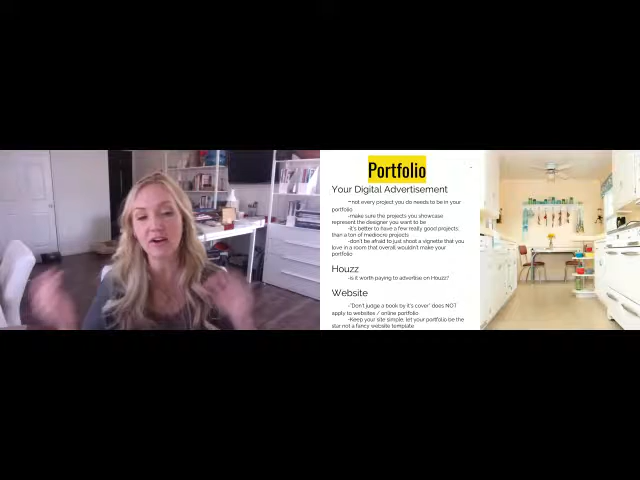 Portfolio
Your Digital Advertisement
-not every project you do needs to be in your
portfolio
-make sure the projects you showcase
represent the designer you want to be
-it's better to have a few really good projects,
than a ton of mediocre projects
-don't be afraid to just shoot a vignette that you
love in a room that overall wouldn't make your
portfolio
Houzz
-is it worth paying to advertise on Houzz?
Website
-"Don't judge a book by it's cover" does NOT
apply to websites / online portfolio
-Keep your site simple, let your portfolio be the
star not a fancy website template